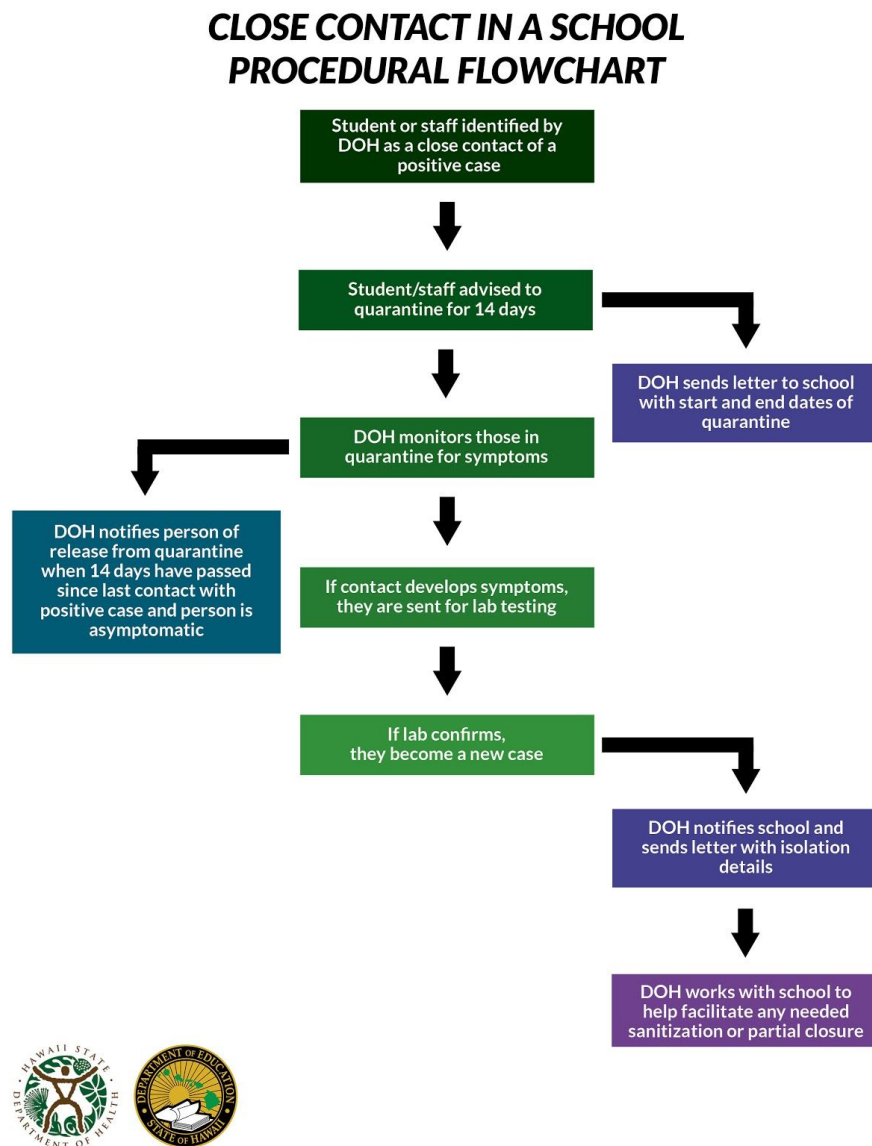 CLOSE CONTACT IN A SCHOOL
PROCEDURAL FLOWCHART
Student or staff identified by
DOH as a close contact of a
positive case
Student/staff advised to
quarantine for 14 days
DOH sends letter to school
with start and end dates of
quarantine
DOH monitors those in
quarantine for symptoms
DOH notifies person of
release from quarantine
when 14 days have passed
since last contact with
positive case and person is
asymptomatic
If contact develops symptoms,
they are sent for lab testing
If lab confirms,
they become a new case
DOH notifies school and
sends letter with isolation
details
DOH works with school to
help facilitate any needed
sanitization or partial closure
HAWAII STATE
DEPARTMENT OF HEALTH
DEPARTMENT OF EDUCATION
STATE OF HAWAII